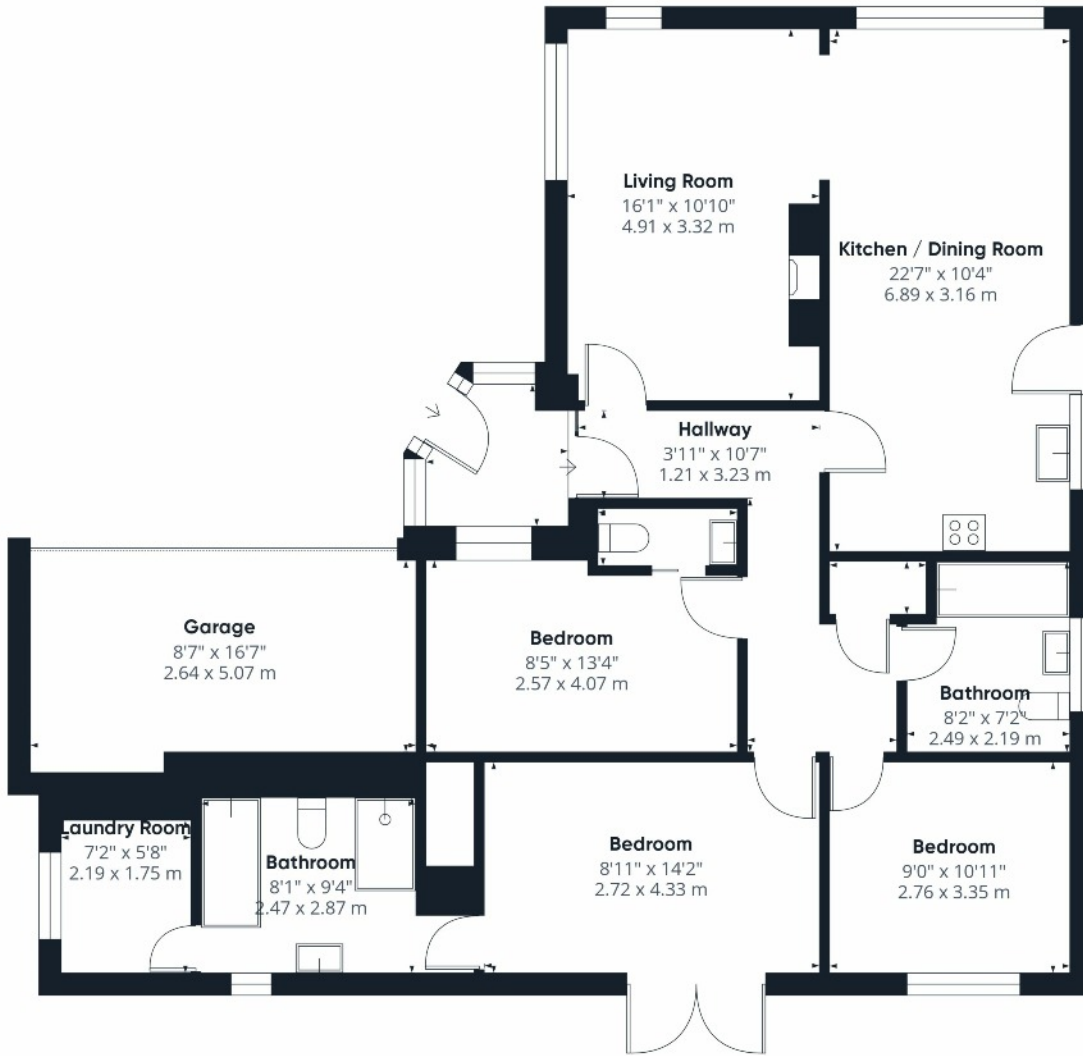 Living Room
16'1" x 10'10"
4.91 x 3.32 m
Kitchen / Dining Room
22'7" x 10'4"
6.89 x 3.16 m
Hallway
3'11" x 10'7"
1.21 x 3.23 m
Garage
8'7" x 16'7"
2.64 x 5.07 m
Bedroom
8'5" x 13'4"
2.57 x 4.07 m
Bathroom
8'2" x 7'2"
2.49 x 2.19 m
Laundry Room
7'2" x 5'8"
2.19 x 1.75 m
Bathroom
8'1" x 9'4"
2.47 x 2.87 m
Bedroom
8'11" x 14'2"
2.72 x 4.33 m
Bedroom
9'0" x 10'11"
2.76 x 3.35 m